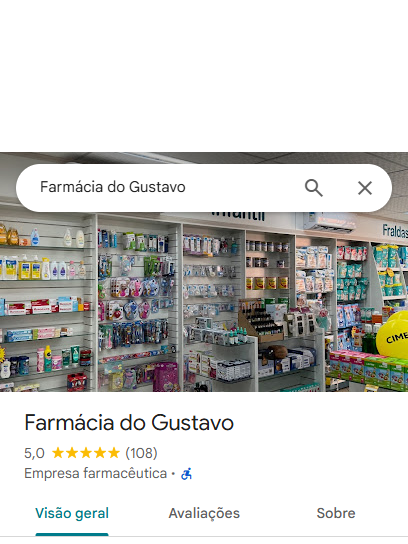 Farmácia do Gustavo
Infantil
Fraldas
CIME
Farmácia do Gustavo
5,0 (108)
Empresa farmacêutica ·
Visão geral Avaliações Sobre